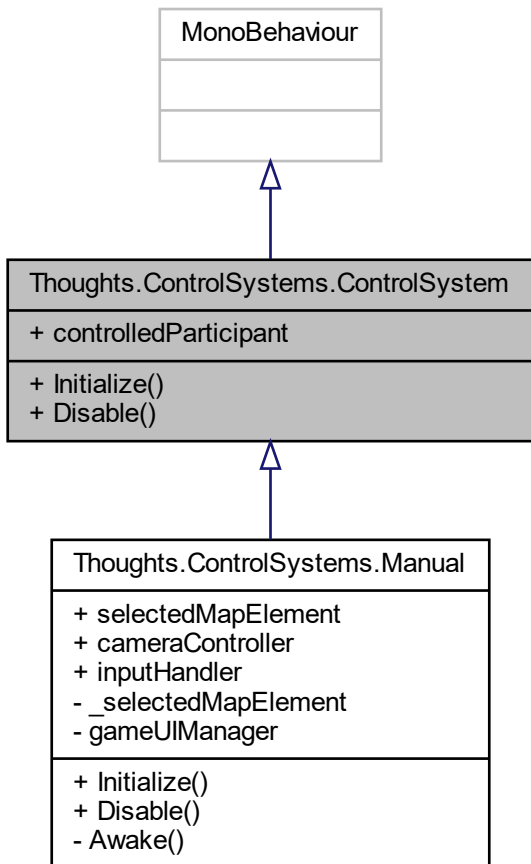 MonoBehaviour
Thoughts.ControlSystems.ControlSystem
+ controlledParticipant
+ Initialize()
+ Disable()
Thoughts.ControlSystems.Manual
+ selectedMapElement
+ cameraController
+ inputHandler
- _selectedMapElement
- gameUIManager
+ Initialize()
+ Disable()
- Awake()